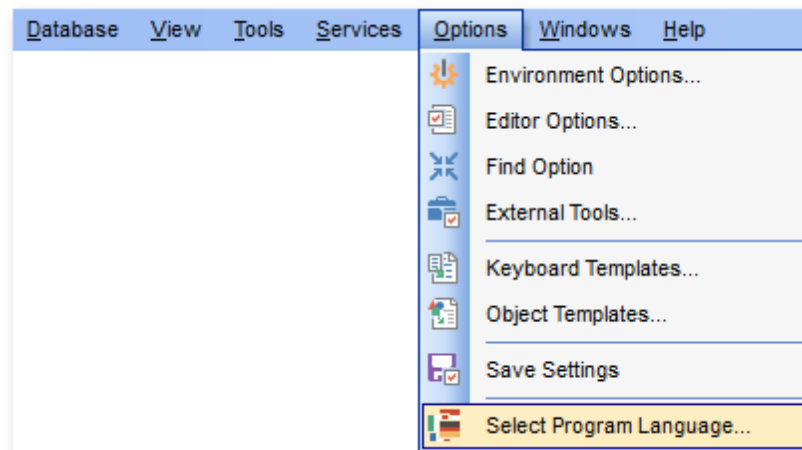 Database View Tools Services Options Windows Help
Environment Options...
Editor Options...
Find Option
External Tools...
Keyboard Templates...
Object Templates...
Save Settings
Select Program Language...